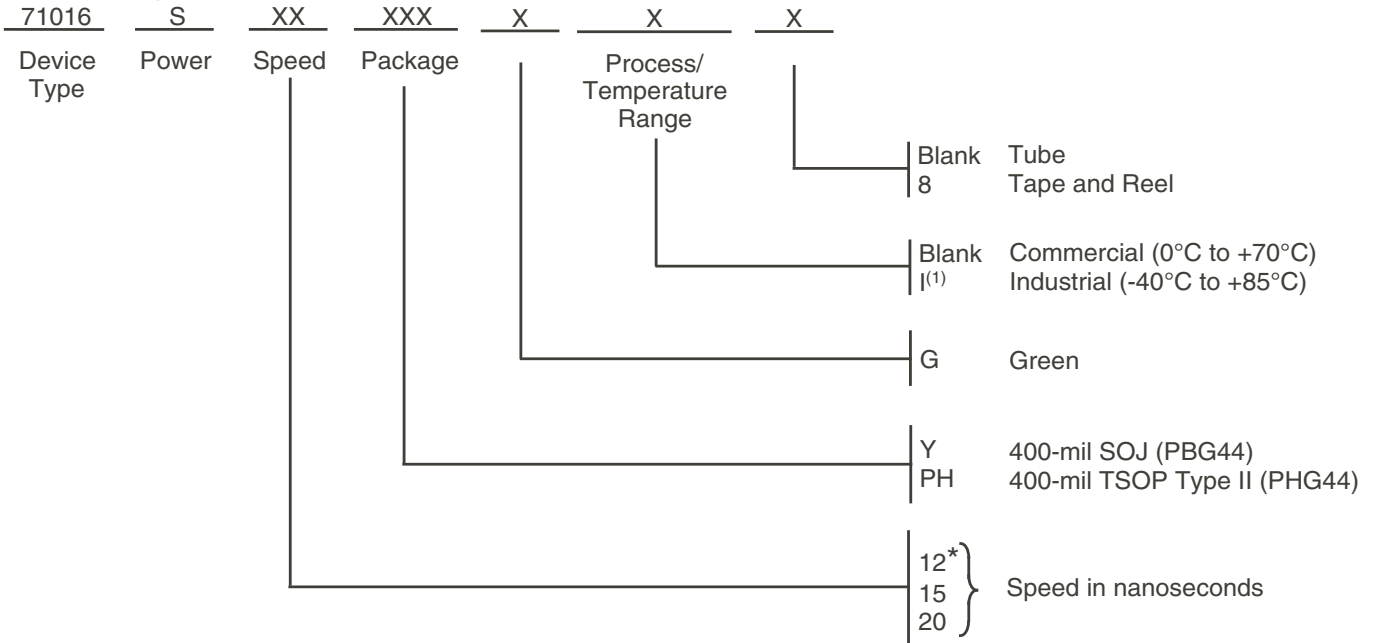 71016 S XX XXX X X X
Device Type
Power
Speed
Package
Process/
Temperature
Range
Blank Tube
8 Tape and Reel
Blank Commercial (0°C to +70°C)
I(1) Industrial (-40°C to +85°C)
G Green
Y 400-mil SOJ (PBG44)
PH 400-mil TSOP Type II (PHG44)
12*
15
20
Speed in nanoseconds